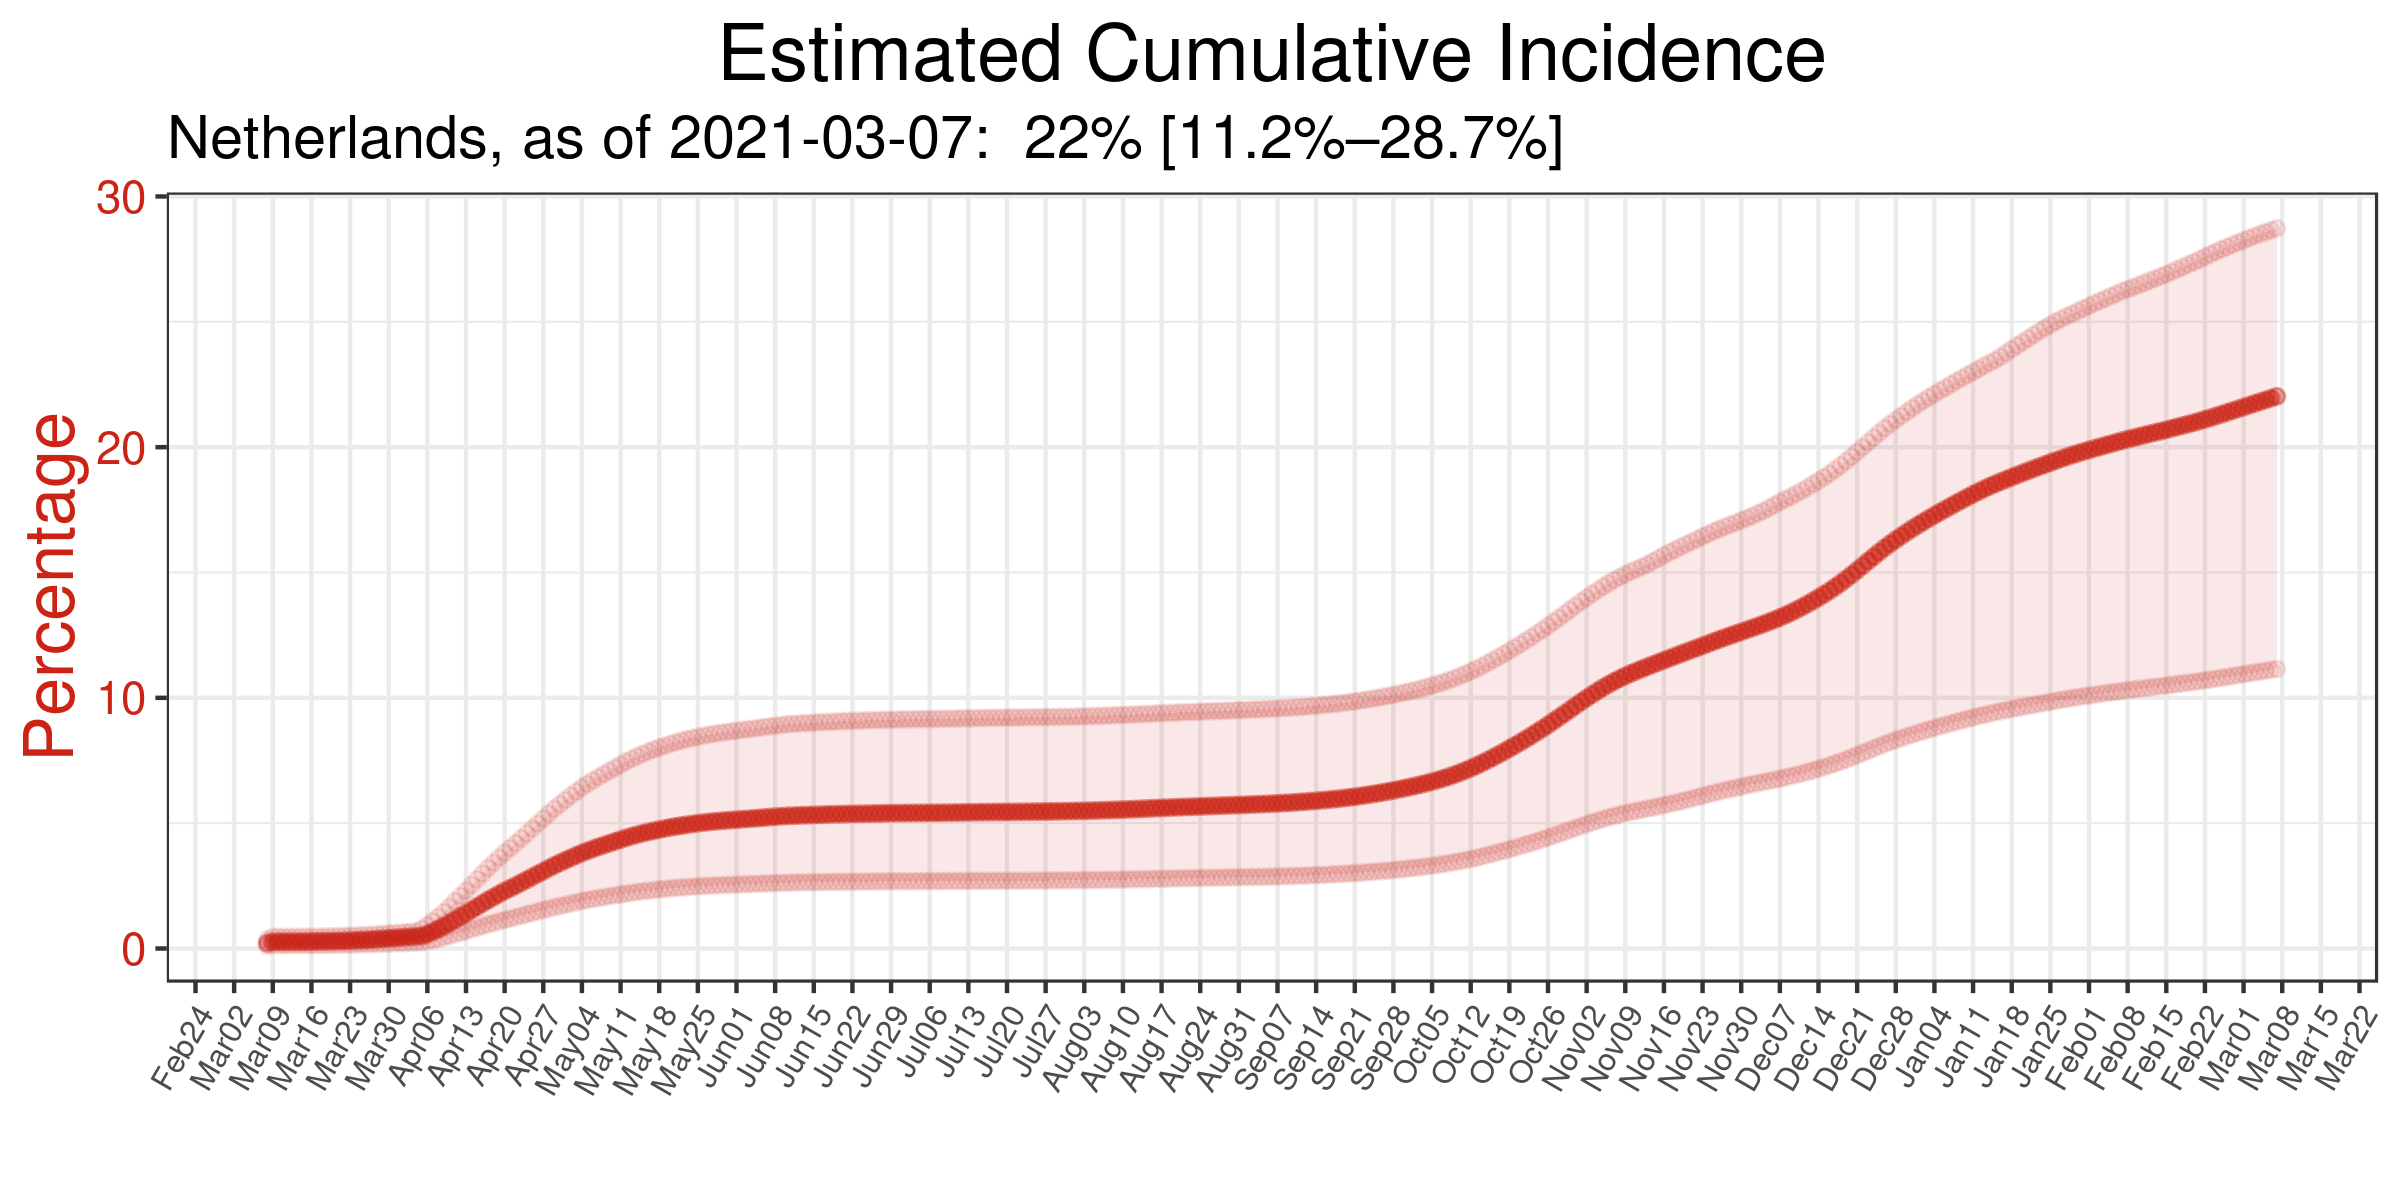 Estimated Cumulative Incidence
Netherlands, as of 2021-03-07:  22% [11.2%–28.7%]
Percentage
30
20
10
0
Feb24 Mar02 Mar09 Mar16 Mar23 Mar30 Apr06 Apr13 Apr20 Apr27 May04 May11 May18 May25 Jun01 Jun08 Jun15 Jun22 Jun29 Jul06 Jul13 Jul20 Jul27 Aug03 Aug10 Aug17 Aug24 Aug31 Sep07 Sep14 Sep21 Sep28 Oct05 Oct12 Oct19 Oct26 Nov02 Nov09 Nov16 Nov23 Nov30 Dec07 Dec14 Dec21 Dec28 Jan04 Jan11 Jan18 Jan25 Feb01 Feb08 Feb15 Feb22 Mar01 Mar08 Mar15 Mar22